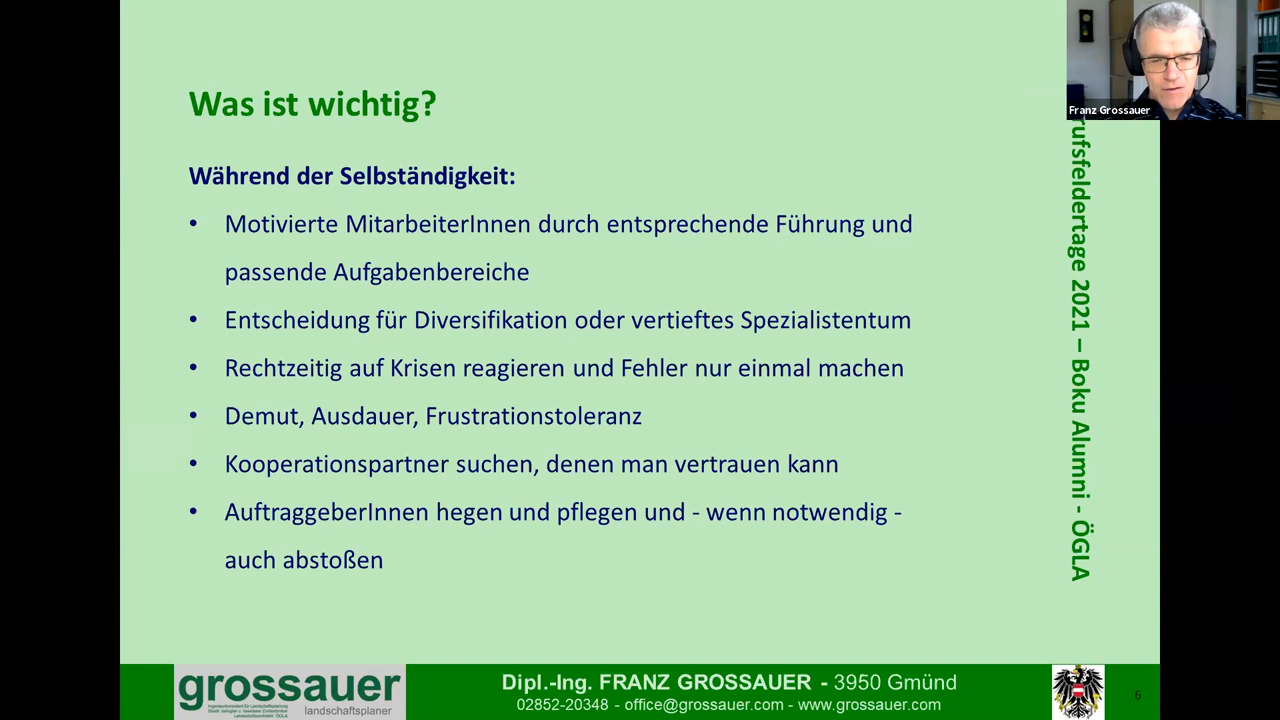 Was ist wichtig?
Während der Selbständigkeit:
• Motivierte MitarbeiterInnen durch entsprechende Führung und
passende Aufgabenbereiche
• Entscheidung für Diversifikation oder vertieftes Spezialistentum
• Rechtzeitig auf Krisen reagieren und Fehler nur einmal machen
• Demut, Ausdauer, Frustrationstoleranz
• Kooperationspartner suchen, denen man vertrauen kann
• AuftraggeberInnen hegen und pflegen und - wenn notwendig -
auch abstoßen
Franz Grossauer
rufsfeldertage 2021 – Boku Alumni - ÖGLA
grossauer
landschaftsplaner
Dipl.-Ing. FRANZ GROSSAUER - 3950 Gmünd
02852-20348 - office@grossauer.com - www.grossauer.com
6